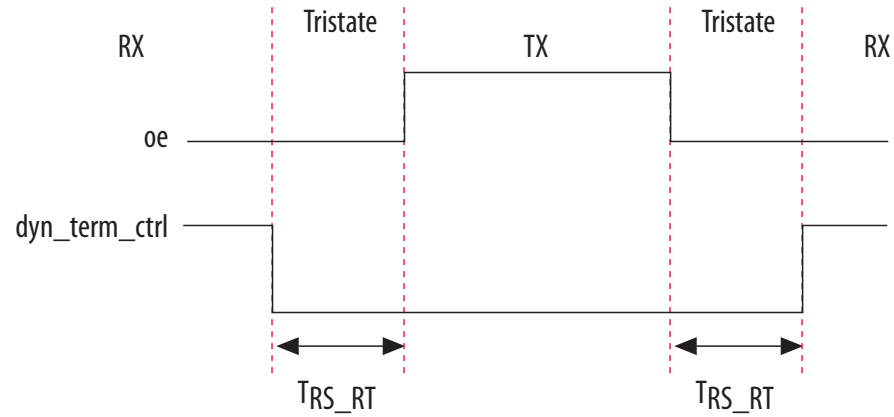 Tristate
Tristate
RX
TX
RX
oe
dyn_term_ctrl
TRS_RT
TRS_RT